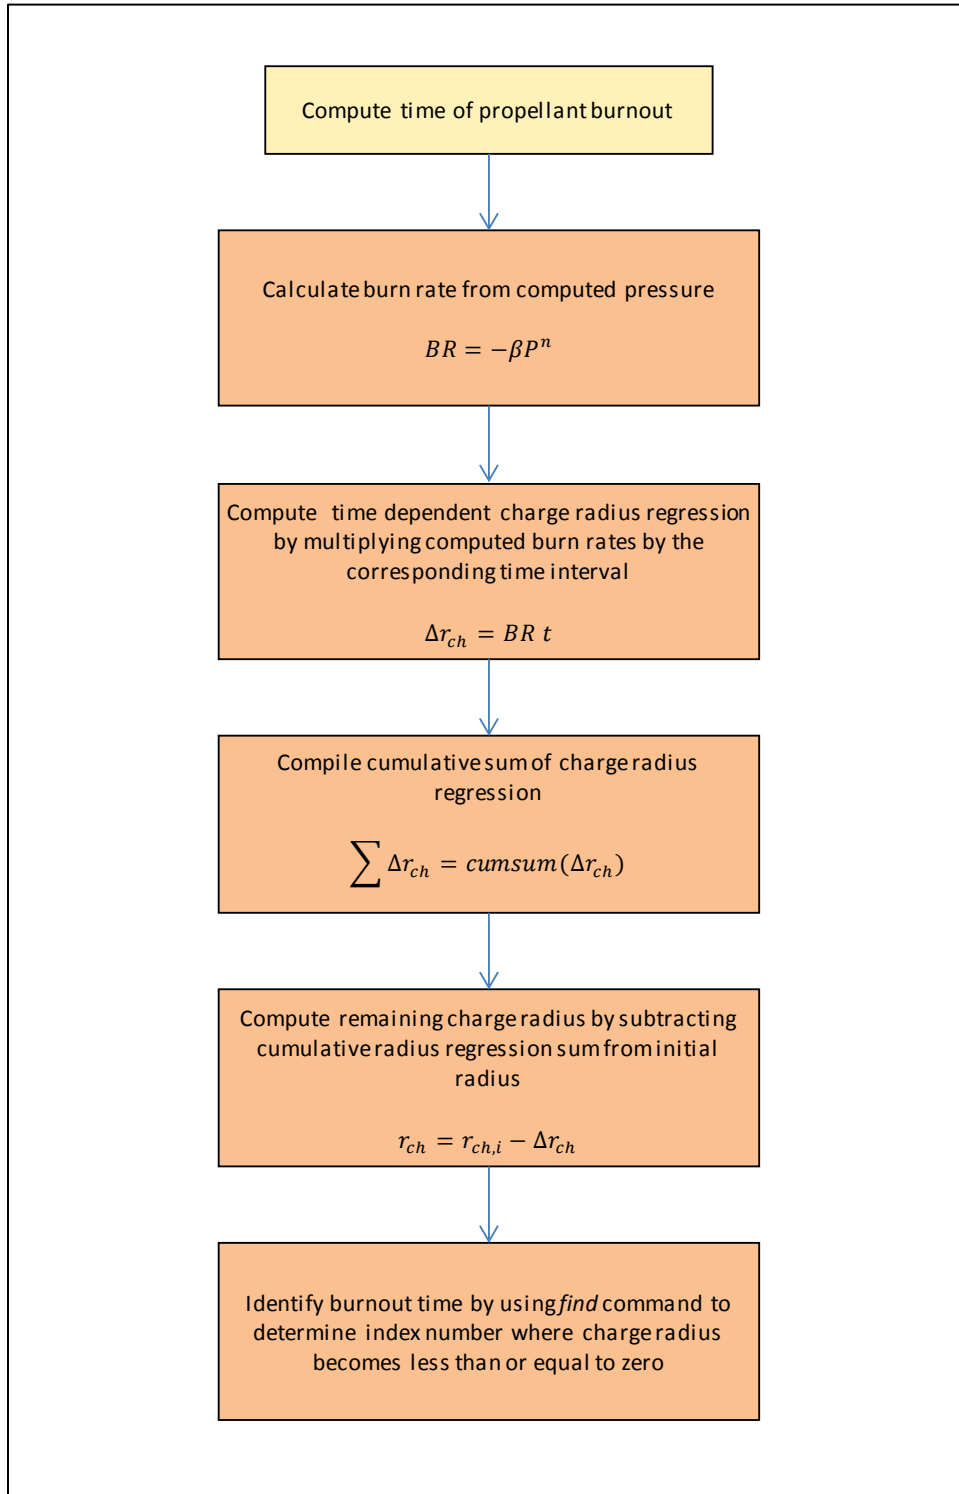 Compute time of propellant burnout
Calculate burn rate from computed pressure
BR = −βPⁿ
Compute time dependent charge radius regression
by multiplying computed burn rates by the
corresponding time interval
Δr_ch = BR t
Compile cumulative sum of charge radius
regression
∑ Δr_ch = cumsum(Δr_ch)
Compute remaining charge radius by subtracting
cumulative radius regression sum from initial
radius
r_ch = r_ch,i − Δr_ch
Identify burnout time by using find command to
determine index number where charge radius
becomes less than or equal to zero